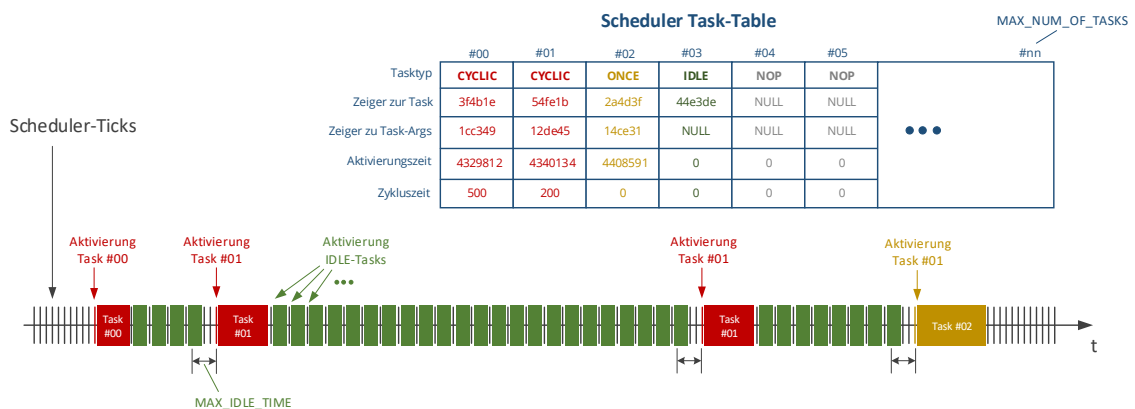 Scheduler Task-Table
MAX_NUM_OF_TASKS
#00 #01 #02 #03 #04 #05 #nn
Tasktyp CYCLIC CYCLIC ONCE IDLE NOP NOP
Zeiger zur Task 3f4b1e 54fe1b 2a4d3f 44e3de NULL NULL
Zeiger zu Task-Args 1cc349 12de45 14ce31 NULL NULL NULL
Aktivierungszeit 4329812 4340134 4408591 0 0 0
Zykluszeit 500 200 0 0 0 0
Scheduler-Ticks
Aktivierung
Task #00
Aktivierung
Task #01
Aktivierung
IDLE-Tasks
Aktivierung
Task #01
Aktivierung
Task #01
Task
#00
Task
#01
Task
#01
Task #02
t
MAX_IDLE_TIME